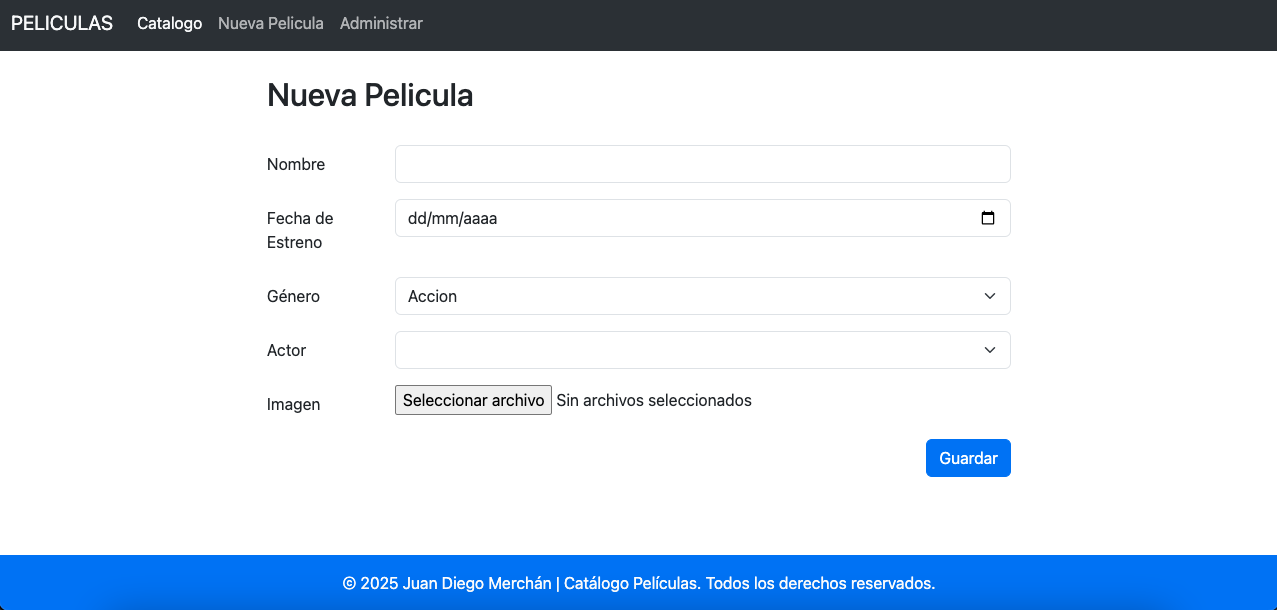 PELICULAS Catalogo Nueva Pelicula Administrar
Nueva Pelicula
Nombre
Fecha de
Estreno
dd/mm/aaaa
Género
Accion
Actor
Imagen
Seleccionar archivo Sin archivos seleccionados
Guardar
© 2025 Juan Diego Merchán | Catálogo Películas. Todos los derechos reservados.